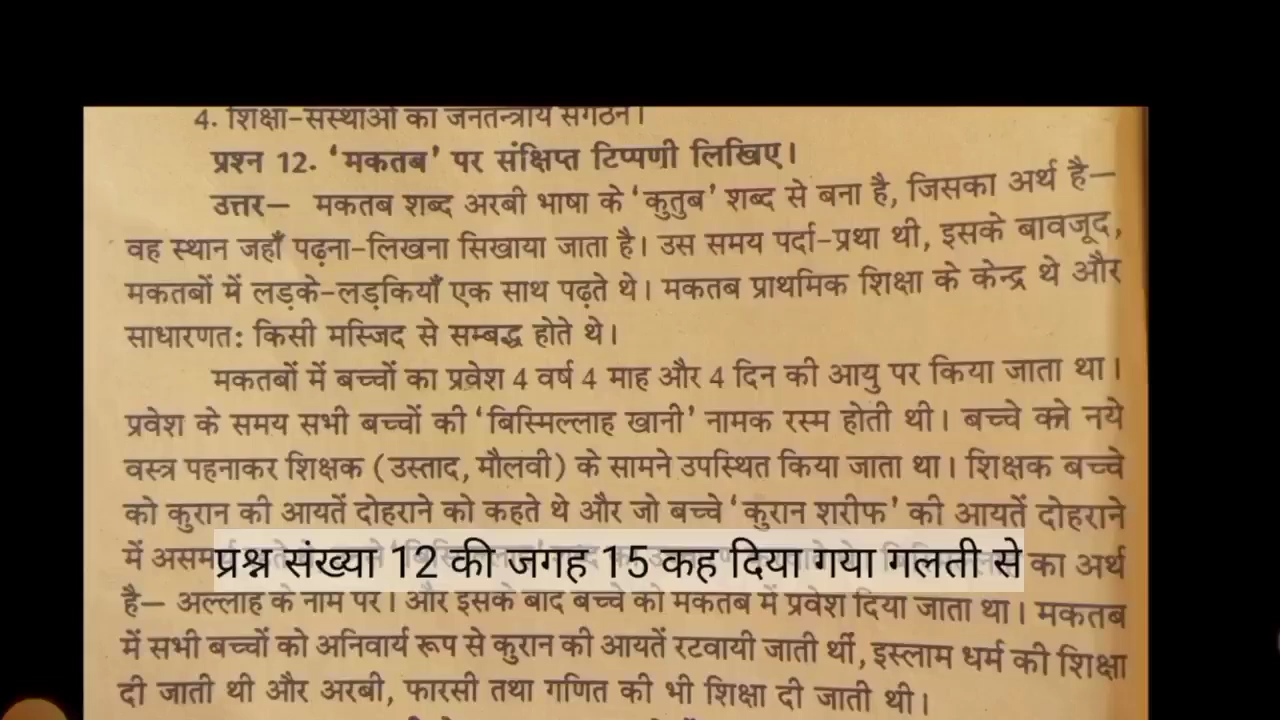 4. शिक्षा-संस्थाओं का जनतन्त्रीय संगठन।
प्रश्न 12. ‘मकतब’ पर संक्षिप्त टिप्पणी लिखिए।
उत्तर— मकतब शब्द अरबी भाषा के ‘कुतुब’ शब्द से बना है, जिसका अर्थ है—
वह स्थान जहाँ पढ़ना-लिखना सिखाया जाता है। उस समय पर्दा-प्रथा थी, इसके बावजूद,
मकतबों में लड़के-लड़कियाँ एक साथ पढ़ते थे। मकतब प्राथमिक शिक्षा के केन्द्र थे और
साधारणत: किसी मस्जिद से सम्बद्ध होते थे।
मकतबों में बच्चों का प्रवेश 4 वर्ष 4 माह और 4 दिन की आयु पर किया जाता था।
प्रवेश के समय सभी बच्चों की ‘बिस्मिल्लाह खानी’ नामक रस्म होती थी। बच्चे को नये
वस्त्र पहनाकर शिक्षक (उस्ताद, मौलवी) के सामने उपस्थित किया जाता था। शिक्षक बच्चे
को कुरान की आयतें दोहराने को कहते थे और जो बच्चे ‘कुरान शरीफ’ की आयतें दोहराने
में का अर्थ
प्रश्न संख्या 12 की जगह 15 कह दिया गया गलती से
है— अल्लाह के नाम पर। और इसके बाद बच्चे को मकतब में प्रवेश दिया जाता था। मकतब
में सभी बच्चों को अनिवार्य रूप से कुरान की आयतें रटवायी जाती थीं, इस्लाम धर्म की शिक्षा
दी जाती थी और अरबी, फारसी तथा गणित की भी शिक्षा दी जाती थी।